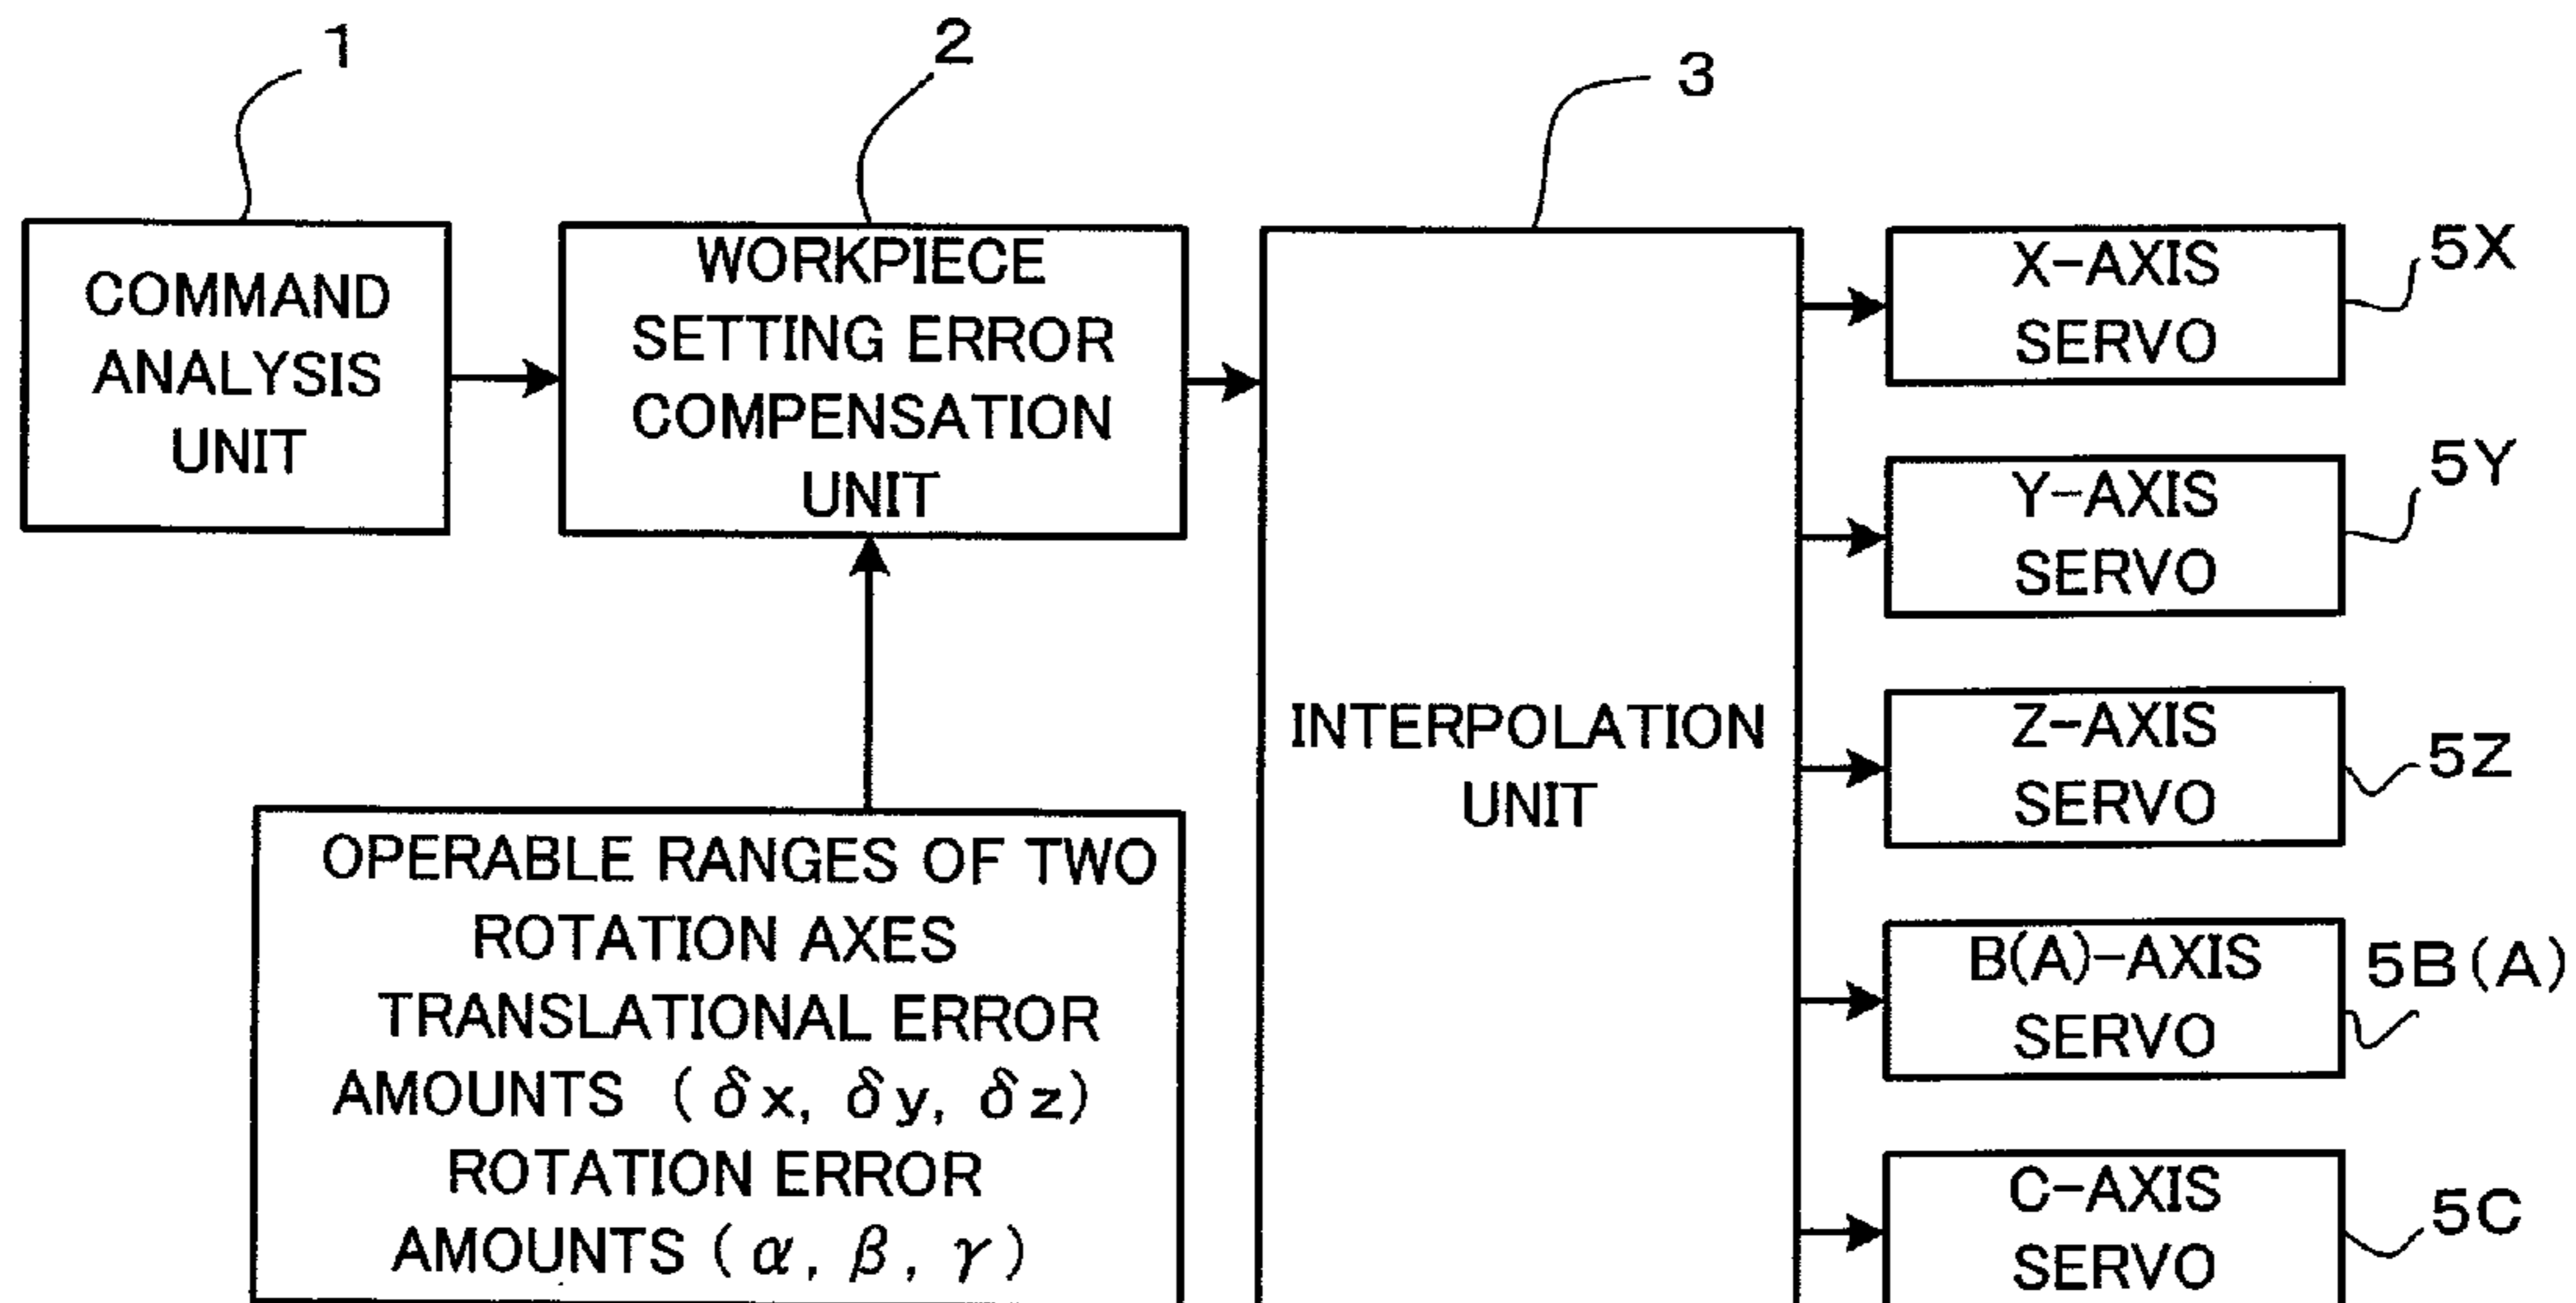 1
2
3
COMMAND
ANALYSIS
UNIT
WORKPIECE
SETTING ERROR
COMPENSATION
UNIT
OPERABLE RANGES OF TWO
ROTATION AXES
TRANSLATIONAL ERROR
AMOUNTS (δx, δy, δz)
ROTATION ERROR
AMOUNTS (α, β, γ)
INTERPOLATION
UNIT
X-AXIS
SERVO
5X
Y-AXIS
SERVO
5Y
Z-AXIS
SERVO
5Z
B(A)-AXIS
SERVO
5B(A)
C-AXIS
SERVO
5C